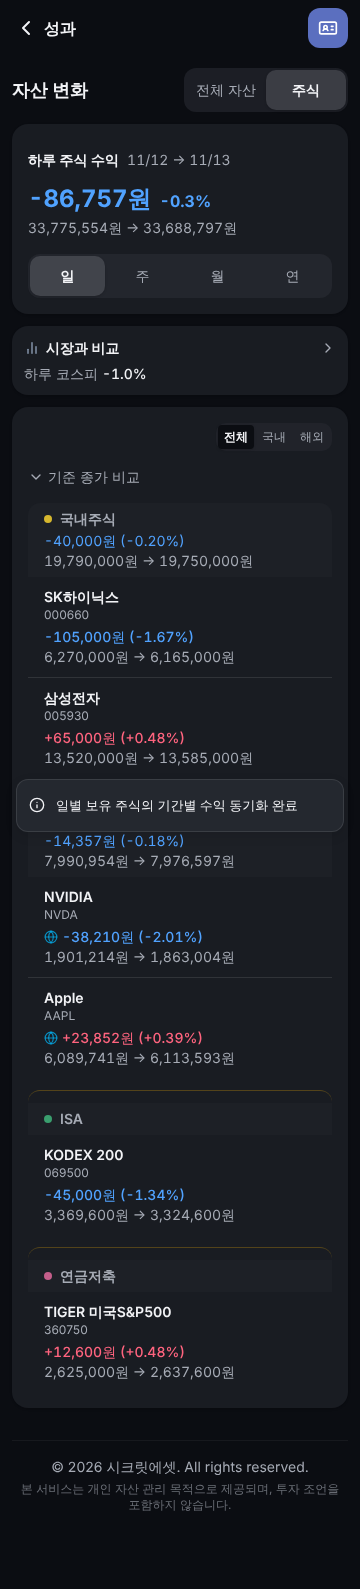 성과
자산 변화
전체 자산 주식
하루 주식 수익 11/12 → 11/13
-86,757원 -0.3%
33,775,554원 → 33,688,797원
일 주 월 연
시장과 비교
하루 코스피 -1.0%
전체 국내 해외
기준 종가 비교
국내주식
-40,000원 (-0.20%)
19,790,000원 → 19,750,000원
SK하이닉스
000660
-105,000원 (-1.67%)
6,270,000원 → 6,165,000원
삼성전자
005930
+65,000원 (+0.48%)
13,520,000원 → 13,585,000원
일별 보유 주식의 기간별 수익 동기화 완료
-14,357원 (-0.18%)
7,990,954원 → 7,976,597원
NVIDIA
NVDA
-38,210원 (-2.01%)
1,901,214원 → 1,863,004원
Apple
AAPL
+23,852원 (+0.39%)
6,089,741원 → 6,113,593원
ISA
KODEX 200
069500
-45,000원 (-1.34%)
3,369,600원 → 3,324,600원
연금저축
TIGER 미국S&P500
360750
+12,600원 (+0.48%)
2,625,000원 → 2,637,600원
© 2026 시크릿에셋. All rights reserved.
본 서비스는 개인 자산 관리 목적으로 제공되며, 투자 조언을
포함하지 않습니다.